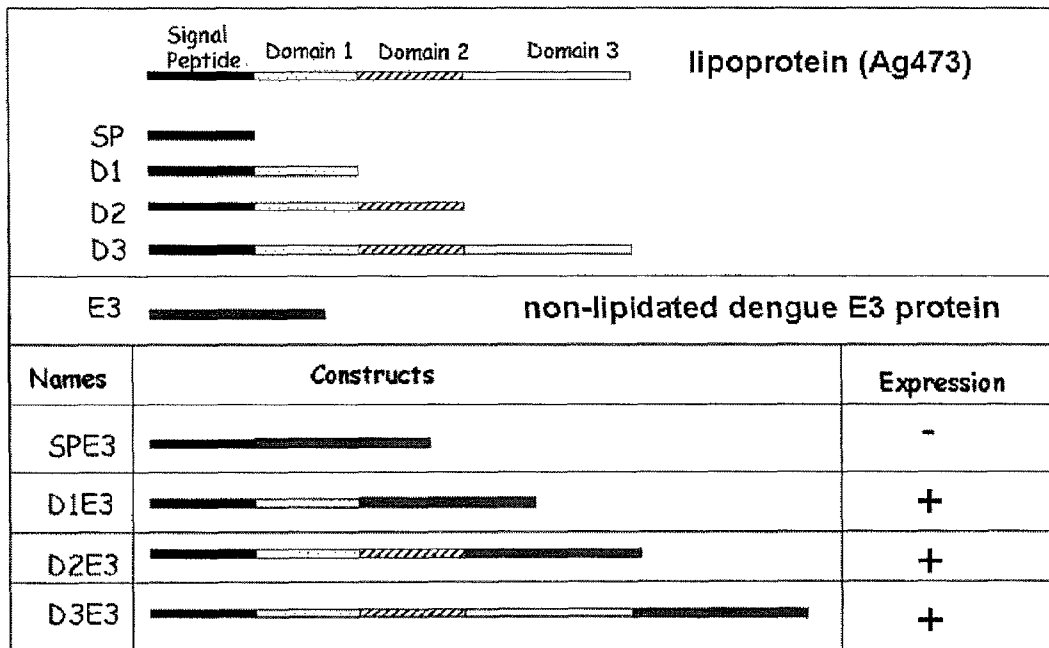 Signal
Peptide Domain 1 Domain 2 Domain 3 lipoprotein (Ag473)
SP
D1
D2
D3
E3 non-lipidated dengue E3 protein
Names Constructs Expression
SPE3 -
D1E3 +
D2E3 +
D3E3 +